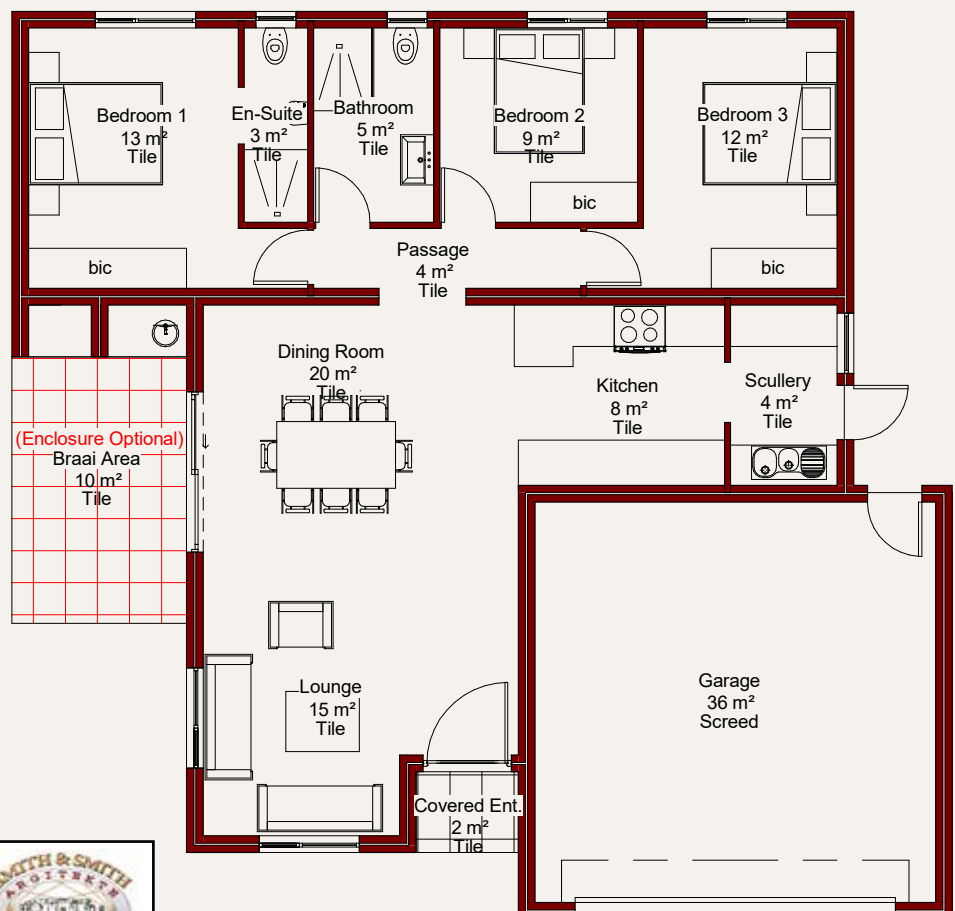 Bedroom 1
13 m²
Tile
En-Suite
3 m²
Tile
Bathroom
5 m²
Tile
Bedroom 2
9 m²
Tile
Bedroom 3
12 m²
Tile
bic
bic
bic
Passage
4 m²
Tile
Dining Room
20 m²
Tile
Kitchen
8 m²
Tile
Scullery
4 m²
Tile
(Enclosure Optional)
Braai Area
10 m²
Tile
Lounge
15 m²
Tile
Garage
36 m²
Screed
Covered Ent.
2 m²
Tile
SMITH & SMITH
ARGITEKTE